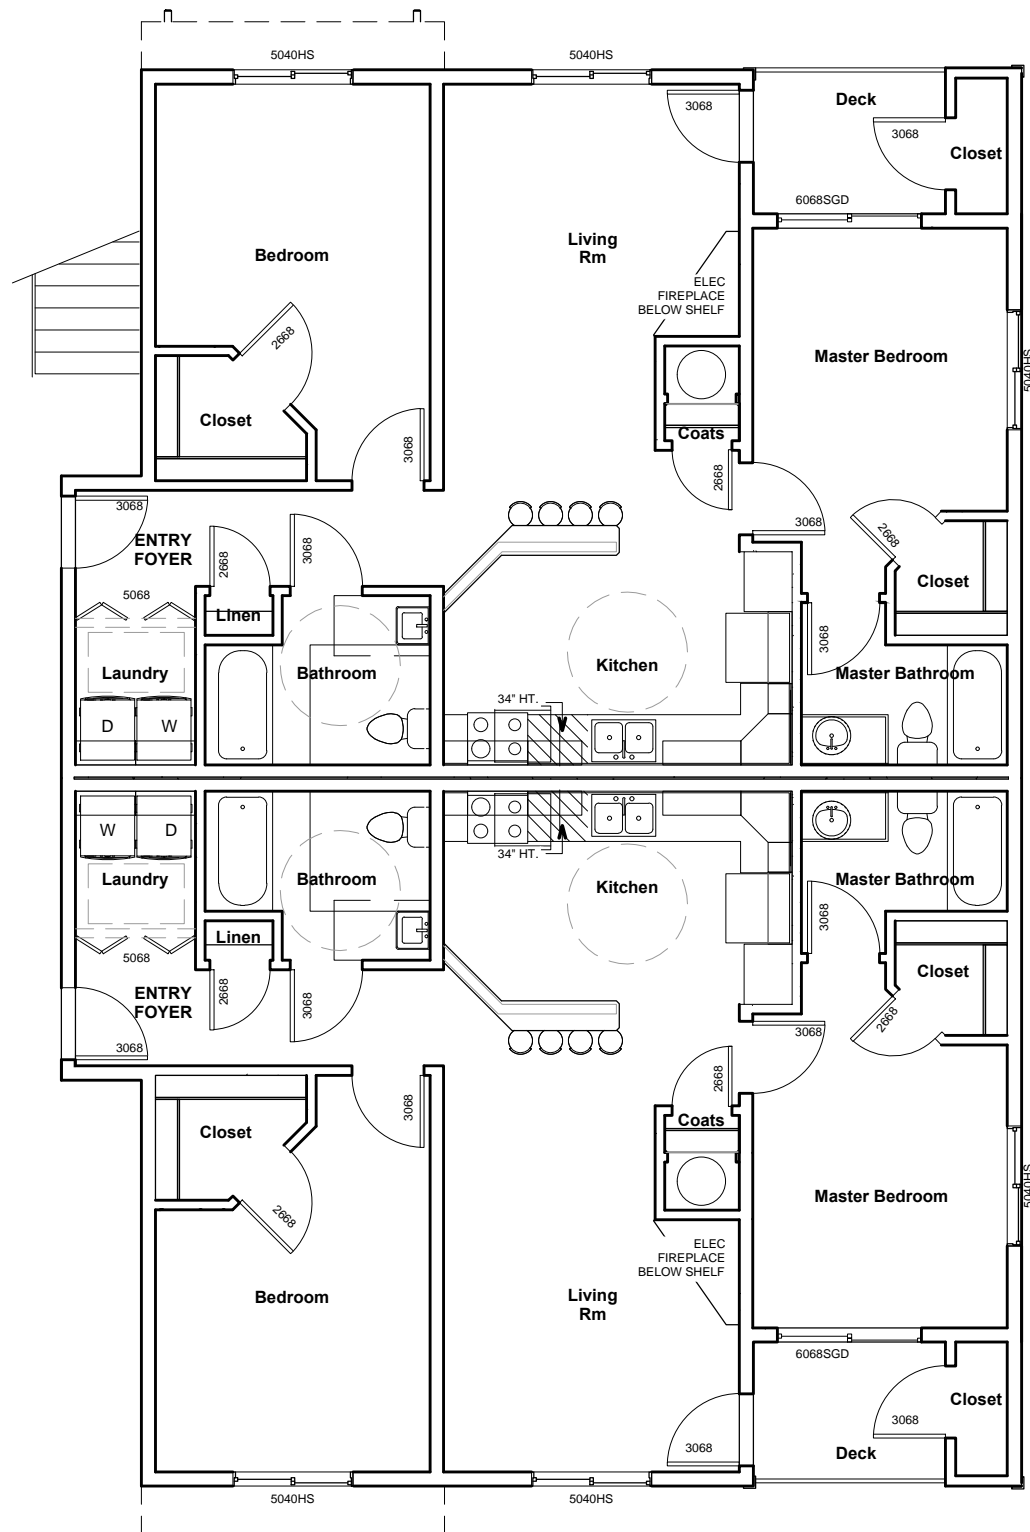 5040HS
5040HS
3068
Deck
3068
Closet
6068SGD
Bedroom
Living
Rm
ELEC
FIREPLACE
BELOW SHELF
2668
Master Bedroom
5040HS
Closet
Coats
3068
2668
3068
3068
2668
ENTRY
FOYER
2668
3068
5068
Linen
Closet
3068
Laundry
Bathroom
Kitchen
Master Bathroom
34" HT.
D
W
W
D
34" HT.
Laundry
Bathroom
Kitchen
Master Bathroom
3068
Linen
5068
Closet
ENTRY
FOYER
2668
3068
2668
3068
3068
2668
3068
Closet
Coats
5040HS
Master Bedroom
2668
ELEC
FIREPLACE
BELOW SHELF
Bedroom
Living
Rm
6068SGD
Closet
3068
3068
Deck
5040HS
5040HS